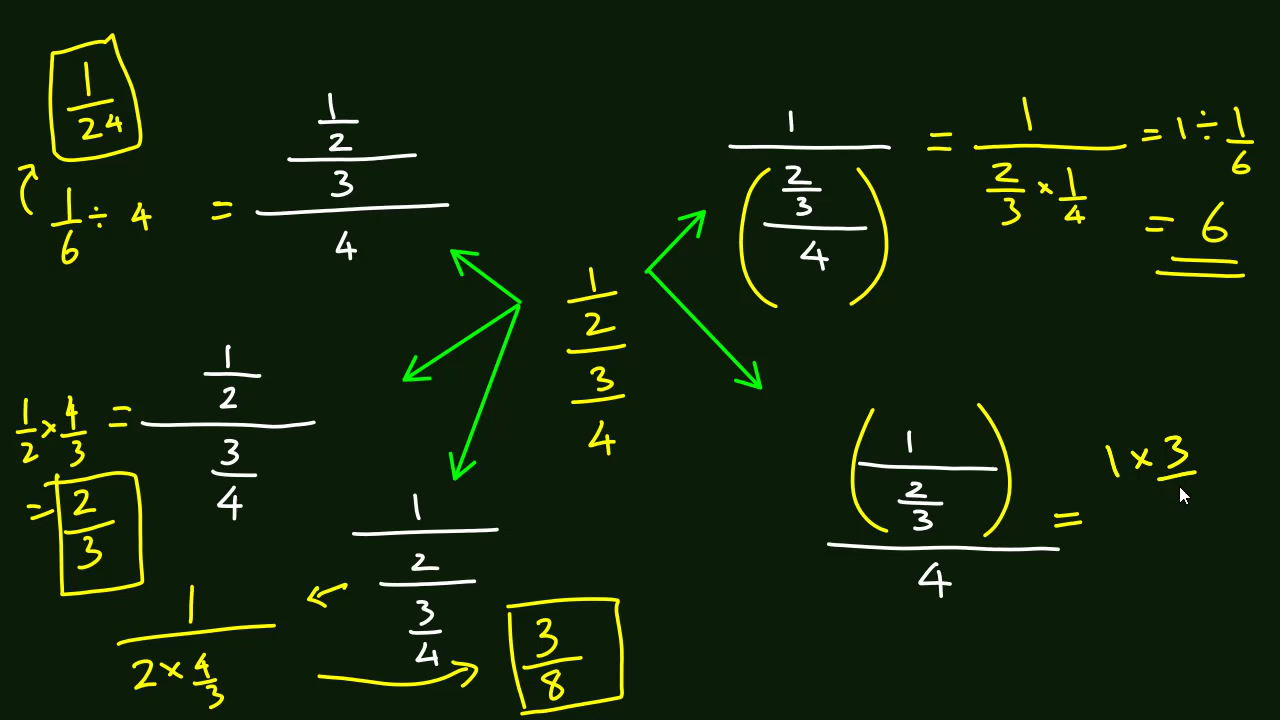 1/24
1/6 ÷ 4 = ((1/2)/3)/4
1/2/3/4
1/((2/3)/4) = 1/(2/3 × 1/4) = 1 ÷ 1/6
= 6
1/2 × 4/3 = (1/2)/(3/4)
= 2/3
1/(2/(3/4))
1/(2 × 4/3)
3/8
(1/(2/3))/4 = 1 × 3